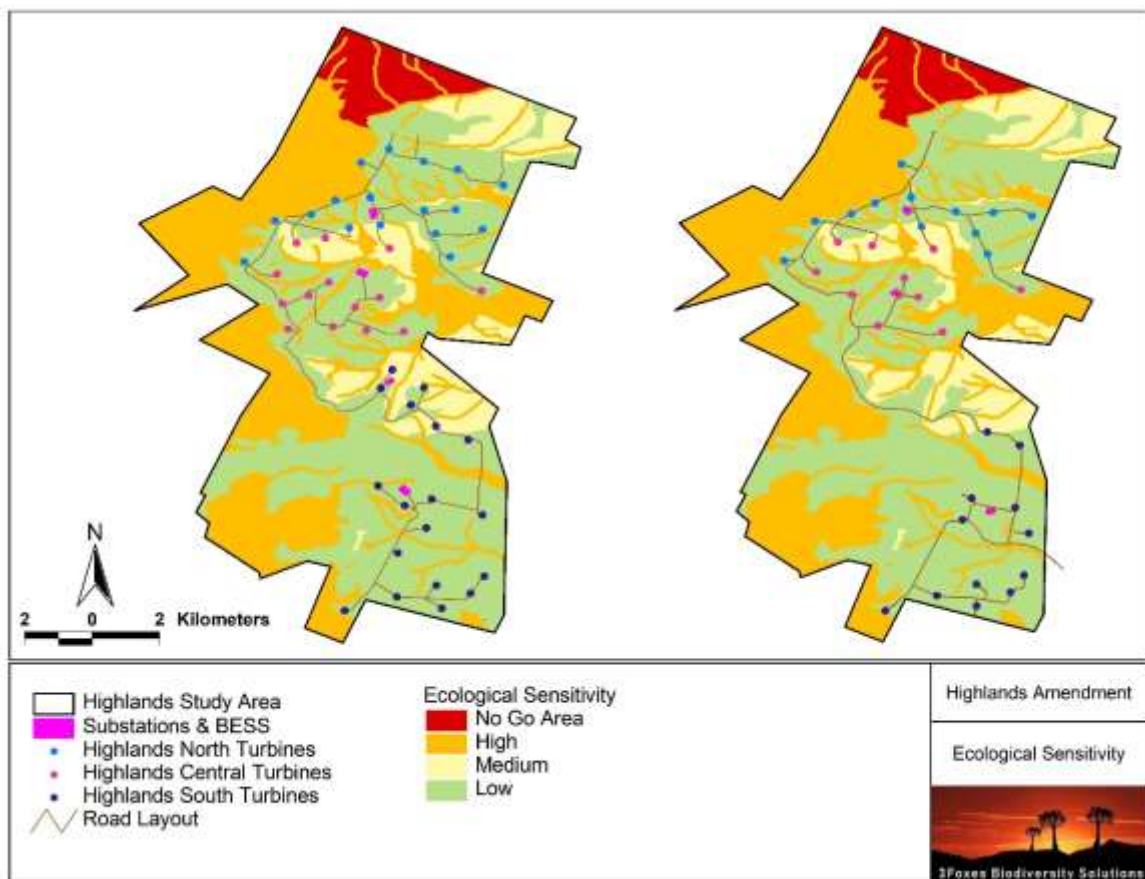 N
2 0 2 Kilometers
Highlands Study Area
Substations & BESS
Highlands North Turbines
Highlands Central Turbines
Highlands South Turbines
Road Layout
Ecological Sensitivity
No Go Area
High
Medium
Low
Highlands Amendment
Ecological Sensitivity
3Foxes Biodiversity Solutions